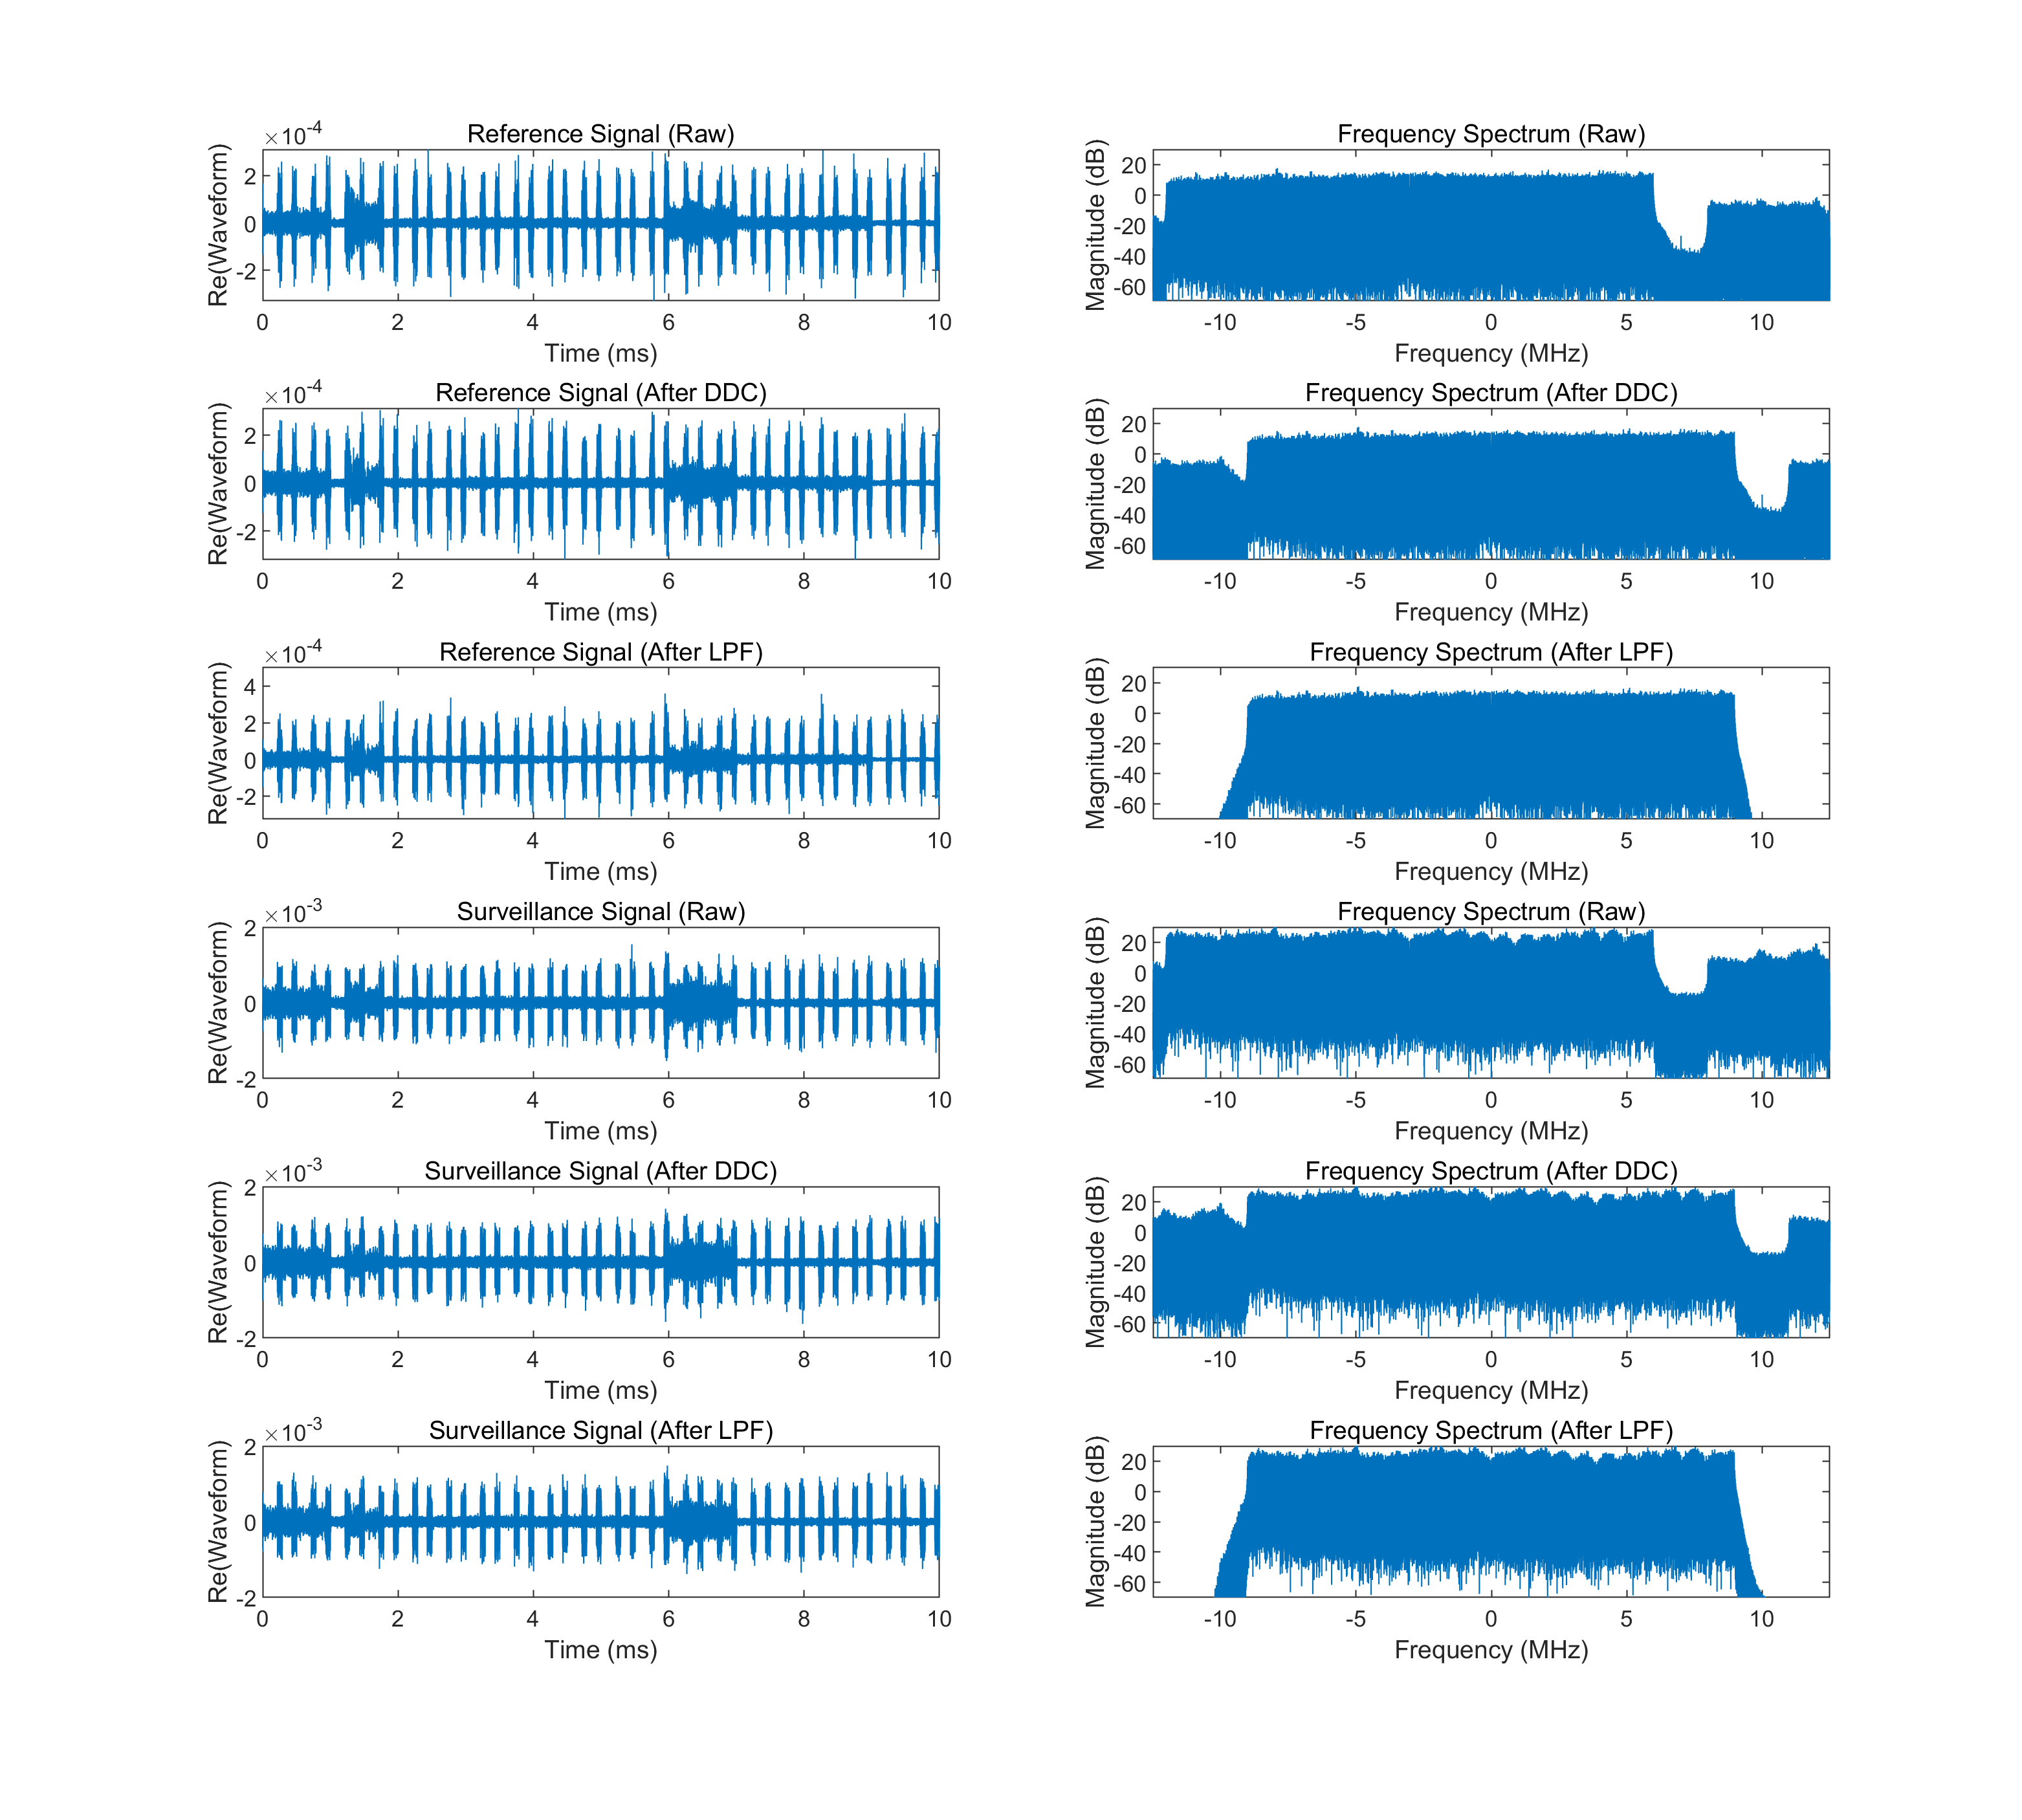 Reference Signal (Raw)
×10-4
Re(Waveform)
2
0
-2
0 2 4 6 8 10
Time (ms)
Frequency Spectrum (Raw)
Magnitude (dB)
20
0
-20
-40
-60
-10 -5 0 5 10
Frequency (MHz)
Reference Signal (After DDC)
×10-4
Re(Waveform)
2
0
-2
0 2 4 6 8 10
Time (ms)
Frequency Spectrum (After DDC)
Magnitude (dB)
20
0
-20
-40
-60
-10 -5 0 5 10
Frequency (MHz)
Reference Signal (After LPF)
×10-4
Re(Waveform)
4
2
0
-2
0 2 4 6 8 10
Time (ms)
Frequency Spectrum (After LPF)
Magnitude (dB)
20
0
-20
-40
-60
-10 -5 0 5 10
Frequency (MHz)
Surveillance Signal (Raw)
×10-3
Re(Waveform)
2
0
-2
0 2 4 6 8 10
Time (ms)
Frequency Spectrum (Raw)
Magnitude (dB)
20
0
-20
-40
-60
-10 -5 0 5 10
Frequency (MHz)
Surveillance Signal (After DDC)
×10-3
Re(Waveform)
2
0
-2
0 2 4 6 8 10
Time (ms)
Frequency Spectrum (After DDC)
Magnitude (dB)
20
0
-20
-40
-60
-10 -5 0 5 10
Frequency (MHz)
Surveillance Signal (After LPF)
×10-3
Re(Waveform)
2
0
-2
0 2 4 6 8 10
Time (ms)
Frequency Spectrum (After LPF)
Magnitude (dB)
20
0
-20
-40
-60
-10 -5 0 5 10
Frequency (MHz)